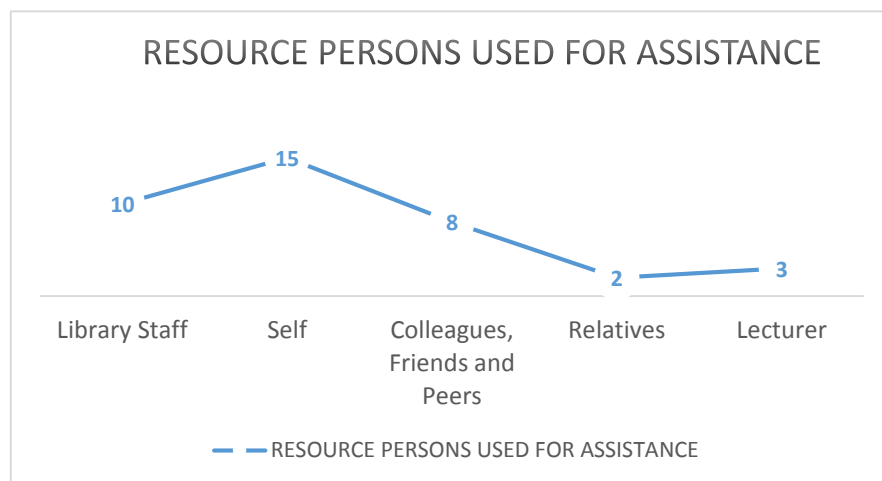 RESOURCE PERSONS USED FOR ASSISTANCE
10
15
8
2
3
Library Staff
Self
Colleagues,
Friends and
Peers
Relatives
Lecturer
RESOURCE PERSONS USED FOR ASSISTANCE